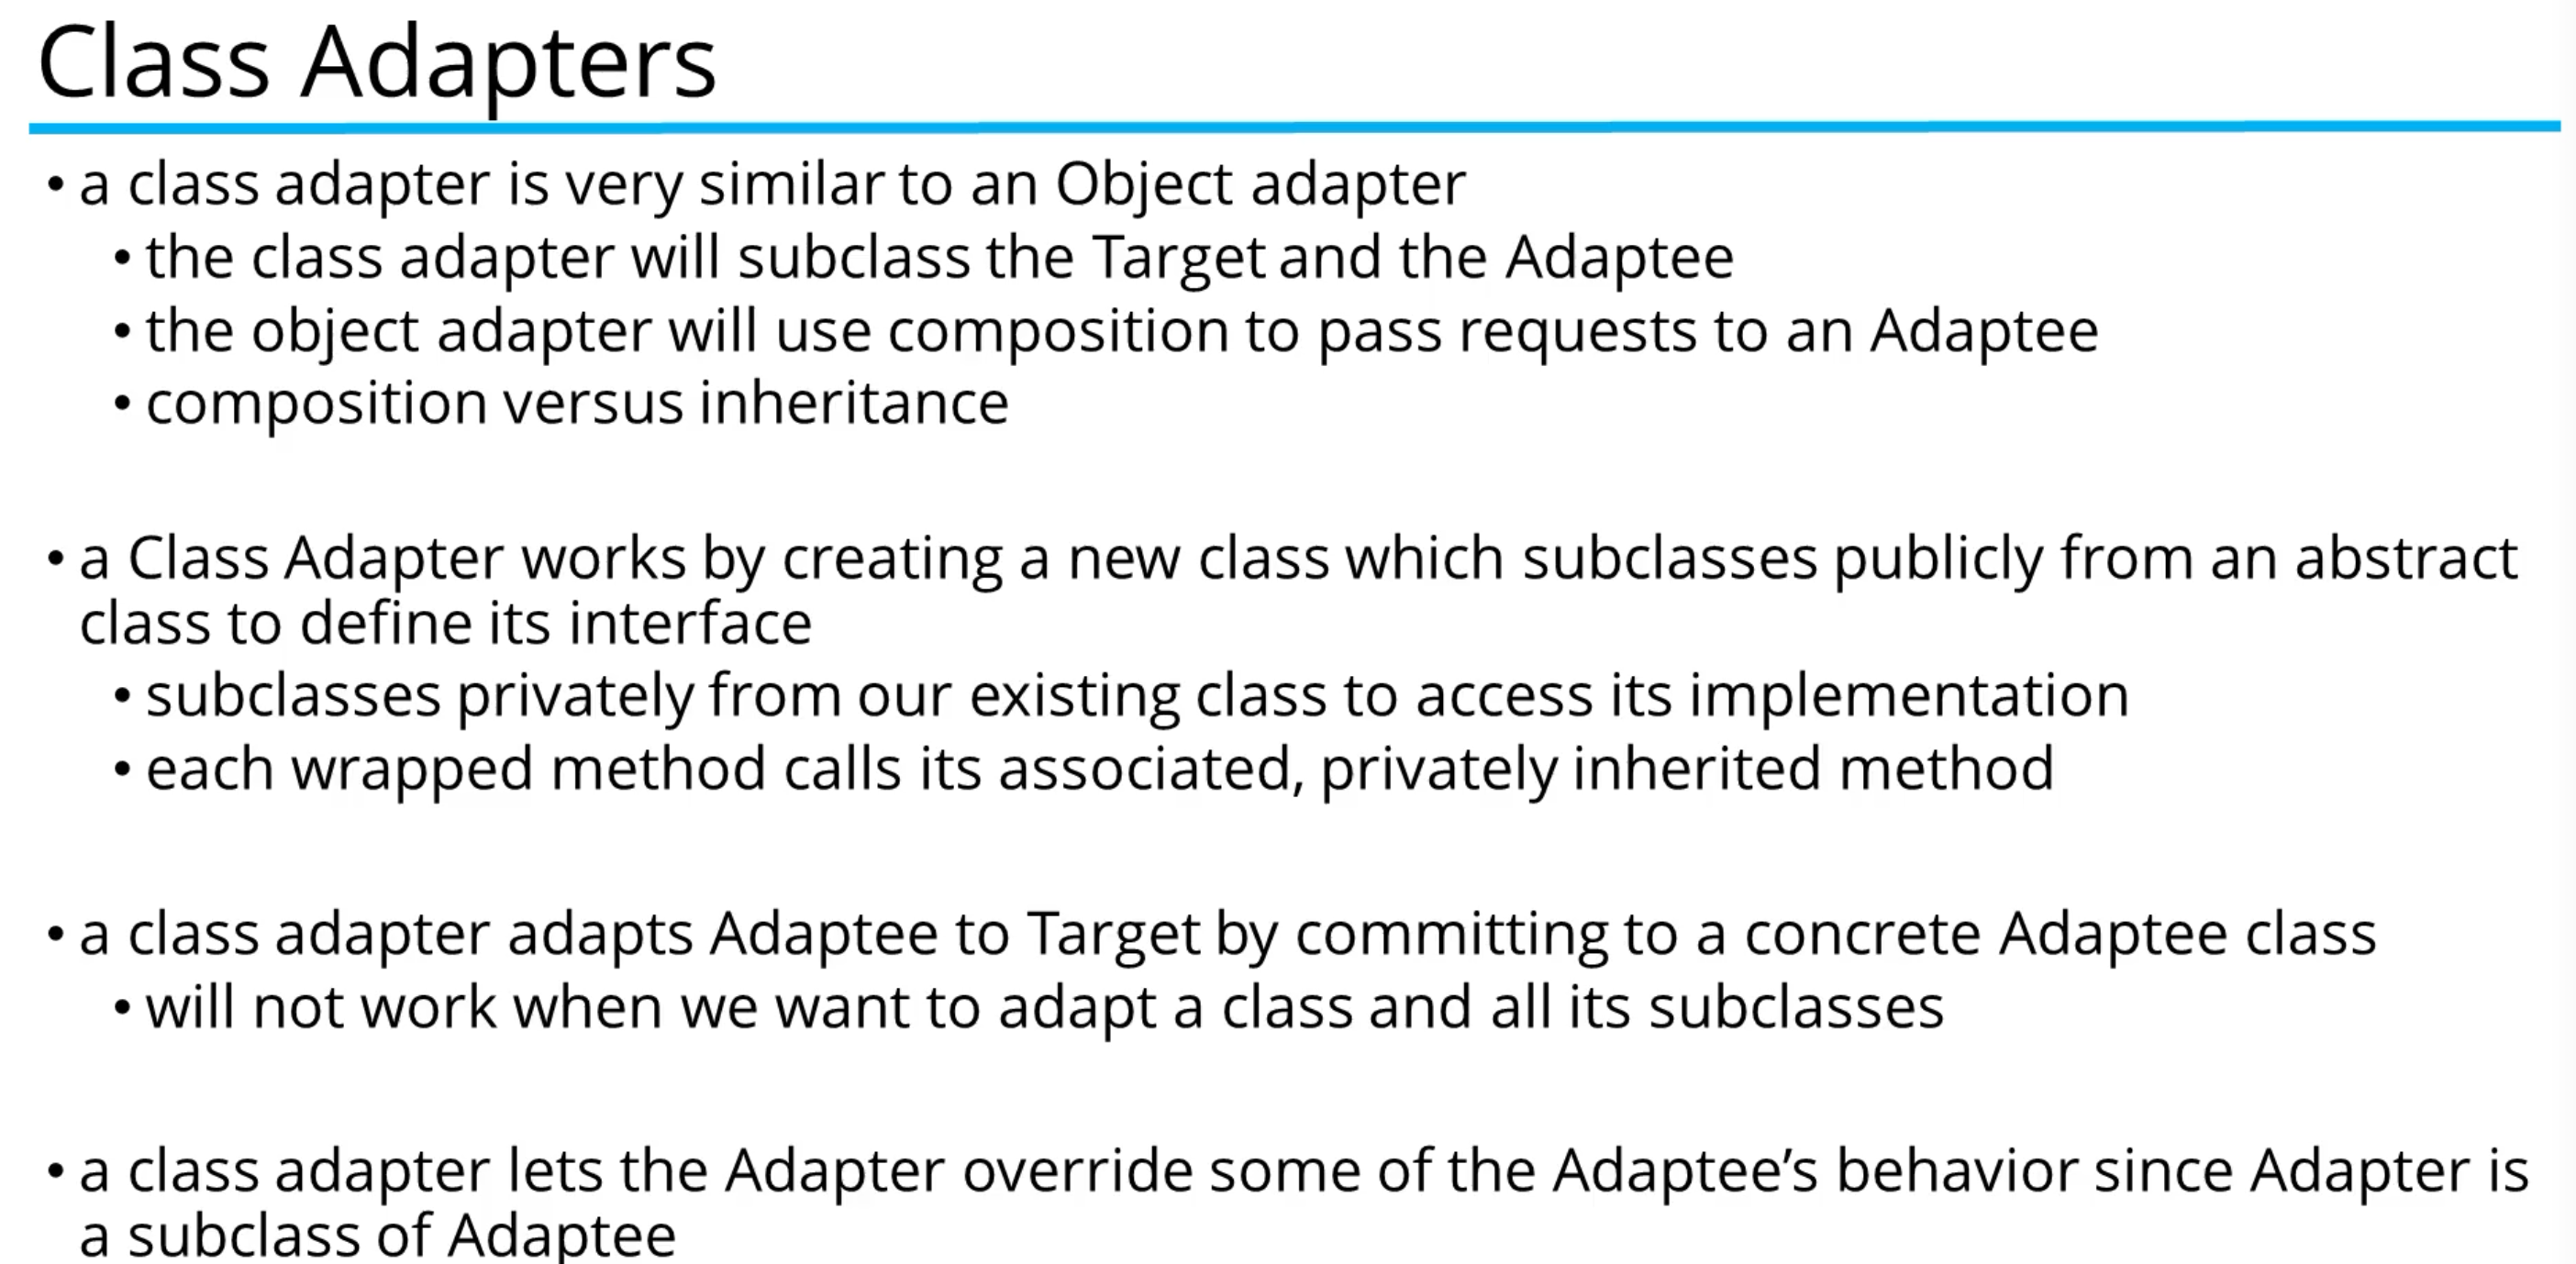 Class Adapters
• a class adapter is very similar to an Object adapter
• the class adapter will subclass the Target and the Adaptee
• the object adapter will use composition to pass requests to an Adaptee
• composition versus inheritance
• a Class Adapter works by creating a new class which subclasses publicly from an abstract
class to define its interface
• subclasses privately from our existing class to access its implementation
• each wrapped method calls its associated, privately inherited method
• a class adapter adapts Adaptee to Target by committing to a concrete Adaptee class
• will not work when we want to adapt a class and all its subclasses
• a class adapter lets the Adapter override some of the Adaptee’s behavior since Adapter is
a subclass of Adaptee